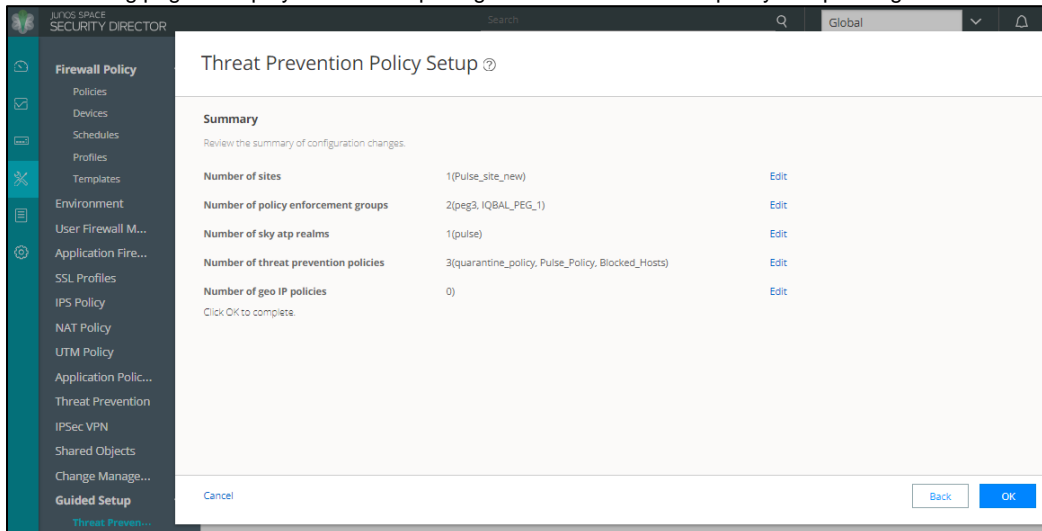 JUNOS SPACE
SECURITY DIRECTOR
Search
Global
Firewall Policy
Policies
Devices
Schedules
Profiles
Templates
Environment
User Firewall M...
Application Fire...
SSL Profiles
IPS Policy
NAT Policy
UTM Policy
Application Polic...
Threat Prevention
IPSec VPN
Shared Objects
Change Manage...
Guided Setup
Threat Preven...
Threat Prevention Policy Setup ?
Summary
Review the summary of configuration changes.
Number of sites 1(Pulse_site_new) Edit
Number of policy enforcement groups 2(peg3, IQBAL_PEG_1) Edit
Number of sky atp realms 1(pulse) Edit
Number of threat prevention policies 3(quarantine_policy, Pulse_Policy, Blocked_Hosts) Edit
Number of geo IP policies 0) Edit
Click OK to complete.
Cancel Back OK